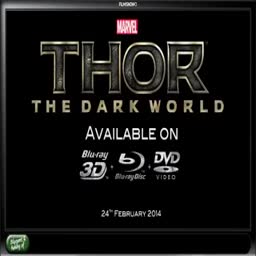 MARVEL
THOR
THE DARK WORLD
AVAILABLE ON
Blu-ray 3D + Blu-ray Disc + DVD VIDEO
24TH FEBRUARY 2014